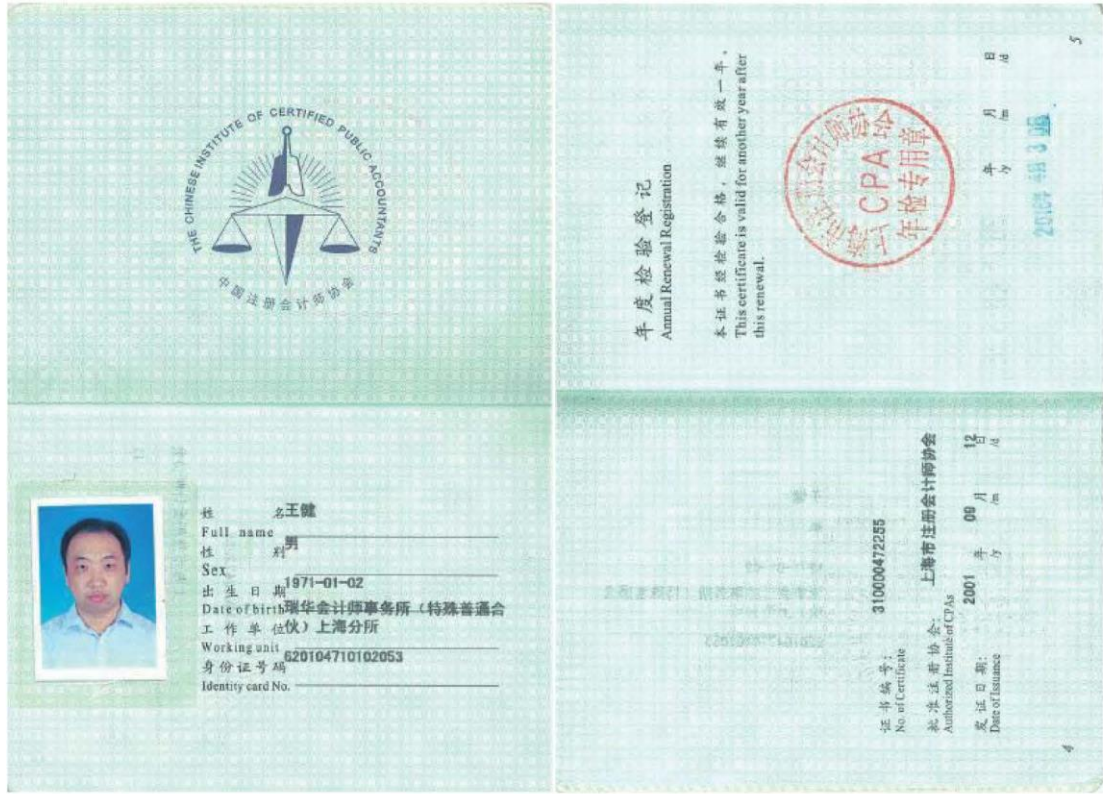 THE CHINESE INSTITUTE OF CERTIFIED PUBLIC ACCOUNTANTS
中国注册会计师协会
姓 名王健
Full name
性 别男
Sex
出生日期1971-01-02
Date of birth
工作单位瑞华会计师事务所(特殊普通合
伙)上海分所
Working unit
身份证号码620104710102053
Identity card No.
年度检验登记
Annual Renewal Registration
本证书经检验合格,继续有效一年。
This certificate is valid for another year after
this renewal.
CPA
年检专用章
年 月 日
/y /m /d
5
证书编号: 310000472255
No. of Certificate
批准注册协会: 上海市注册会计师协会
Authorized Institute of CPAs
发证日期: 2001 年 09 月 12 日
Date of Issuance /y /m /d
4